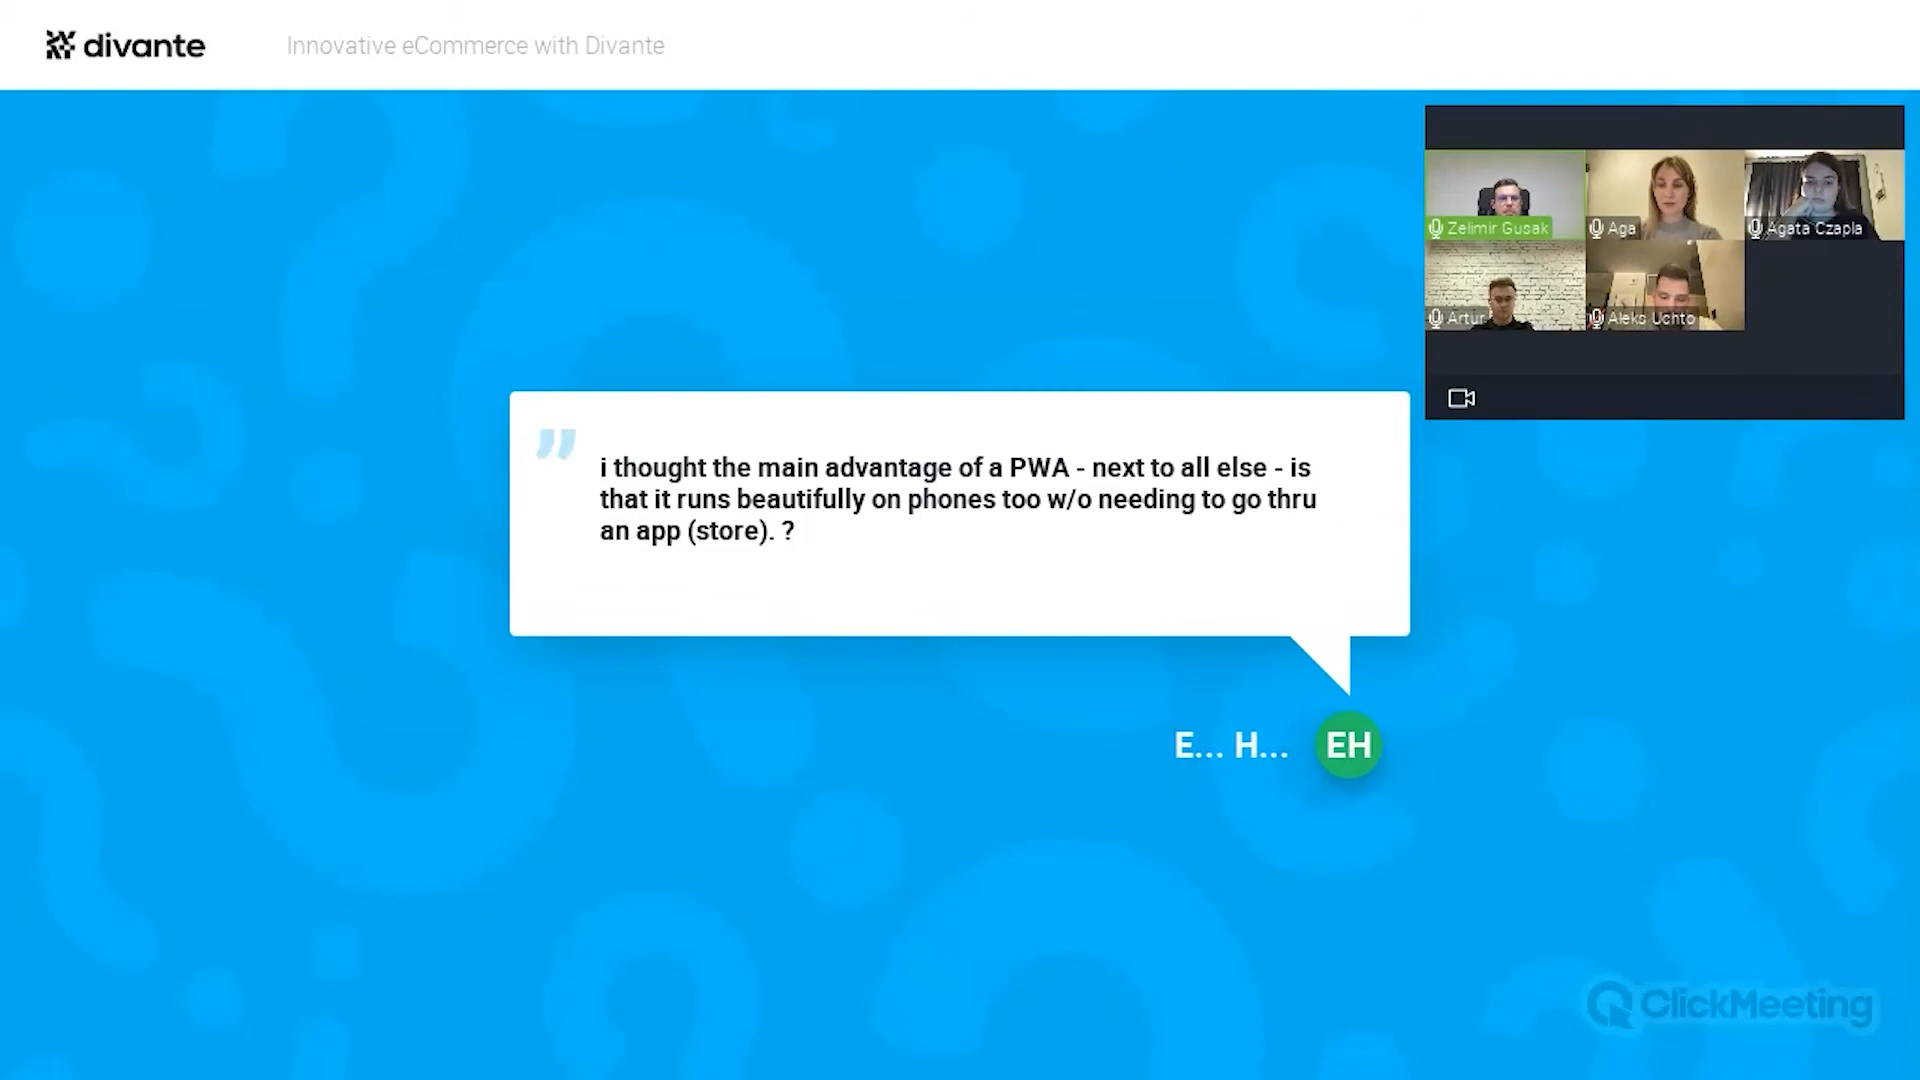 divante
Innovative eCommerce with Divante
Zelimir Gusak
Aga
Agata Czapla
Artur
Aleks Uchto
i thought the main advantage of a PWA - next to all else - is
that it runs beautifully on phones too w/o needing to go thru
an app (store). ?
E... H...
EH
ClickMeeting